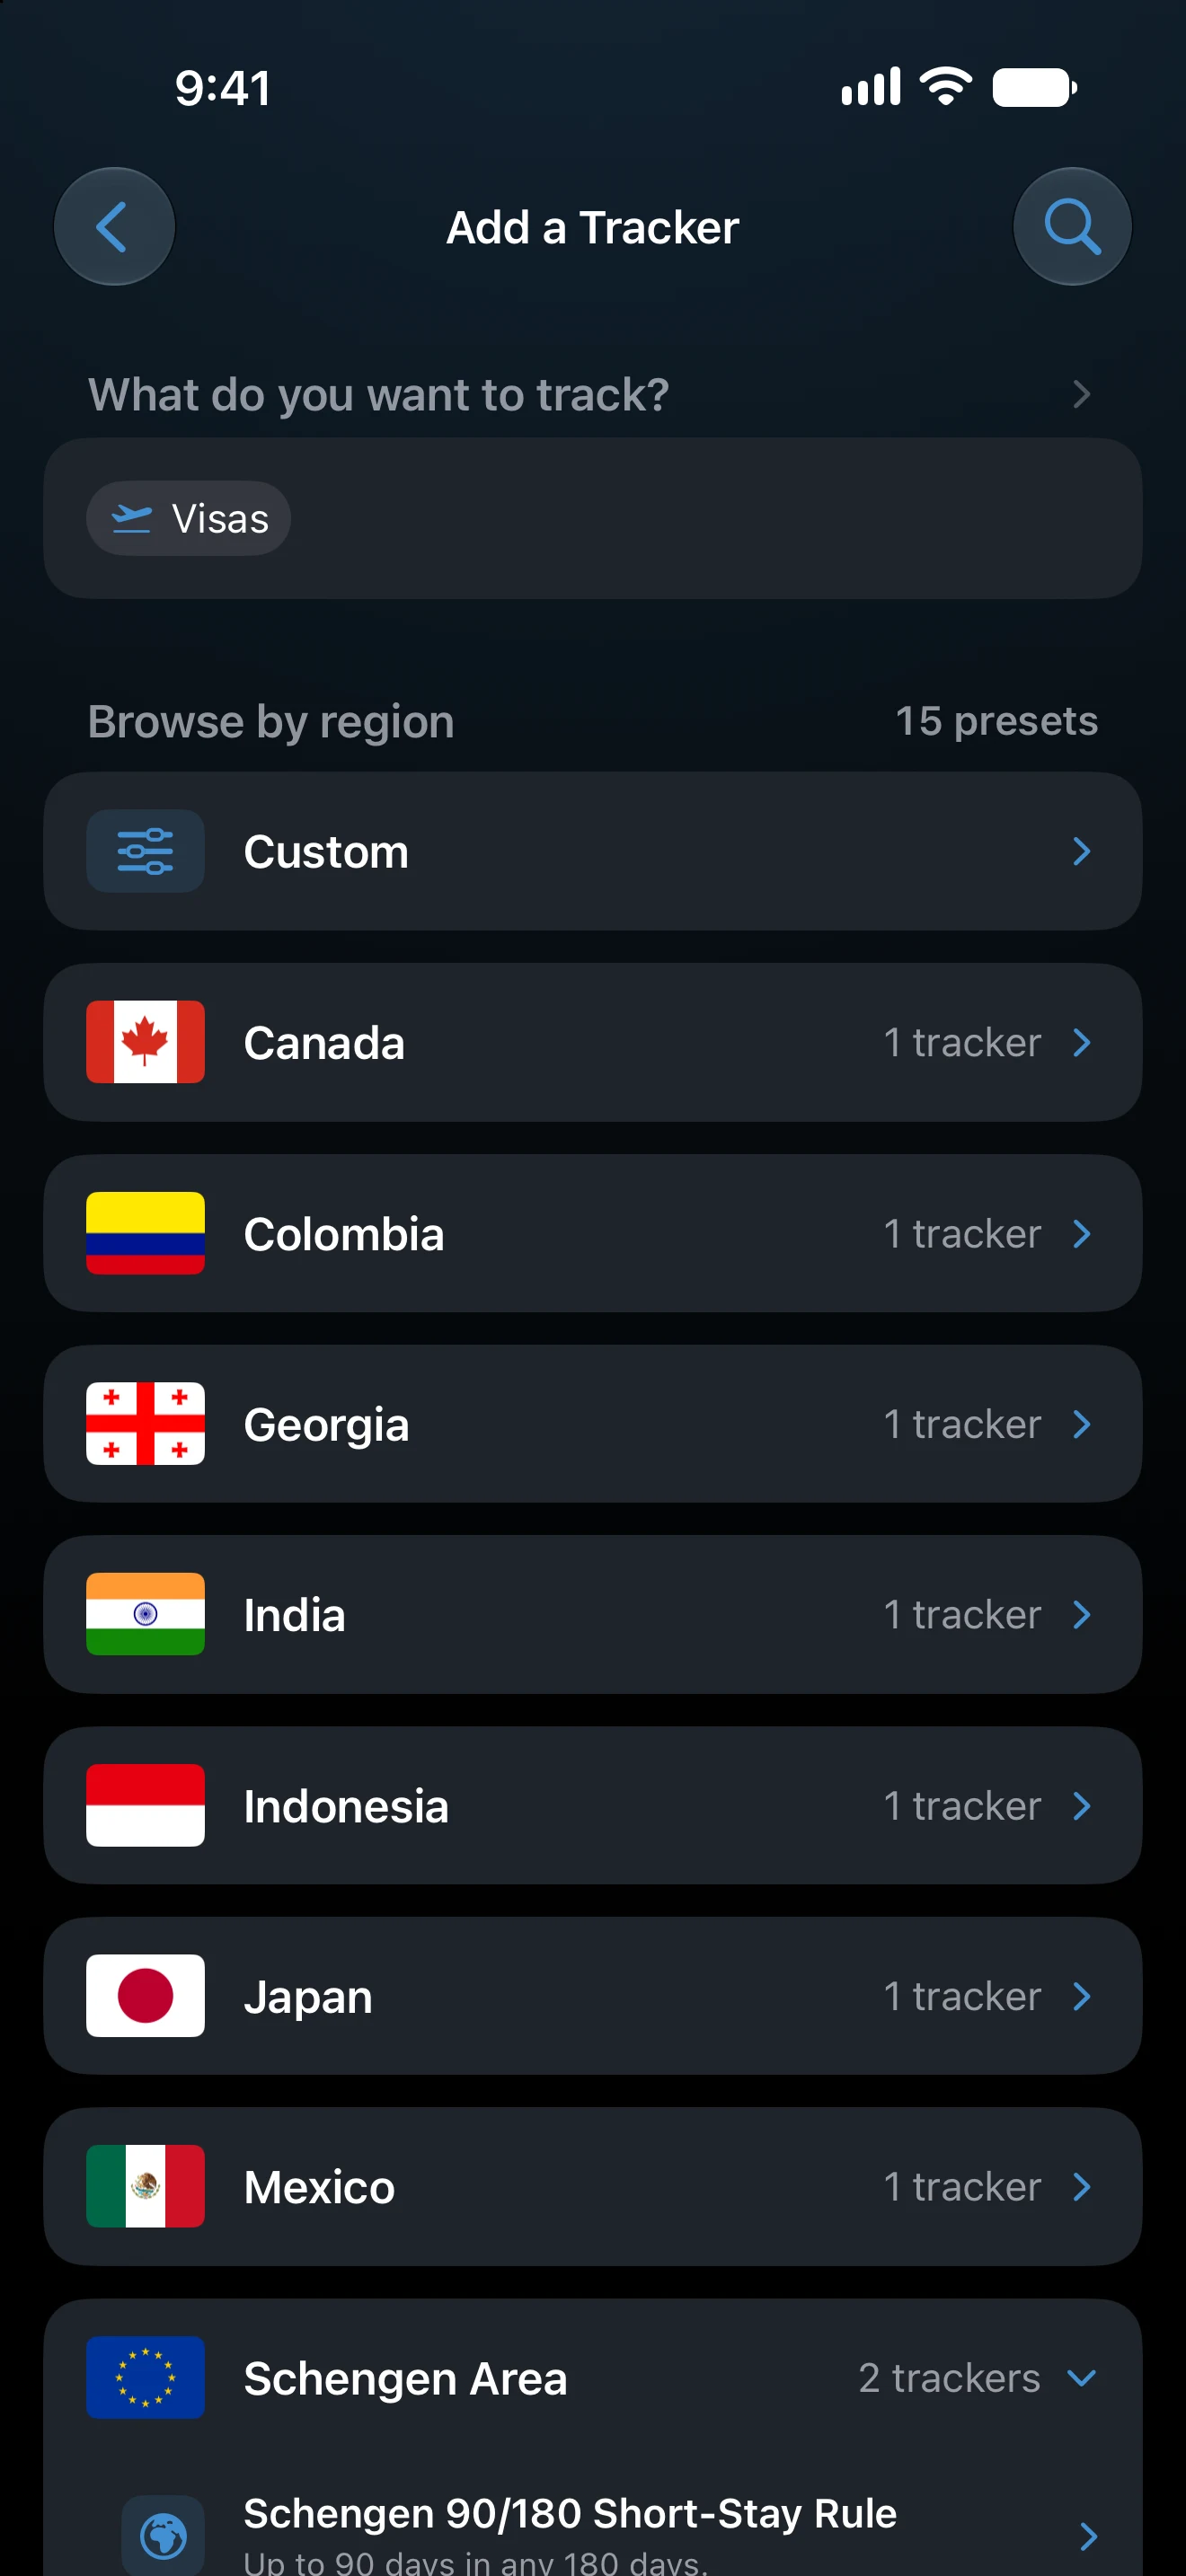 9:41
Add a Tracker
What do you want to track?
Visas
Browse by region
15 presets
Custom
Canada
1 tracker
Colombia
1 tracker
Georgia
1 tracker
India
1 tracker
Indonesia
1 tracker
Japan
1 tracker
Mexico
1 tracker
Schengen Area
2 trackers
Schengen 90/180 Short-Stay Rule
Up to 90 days in any 180 days.